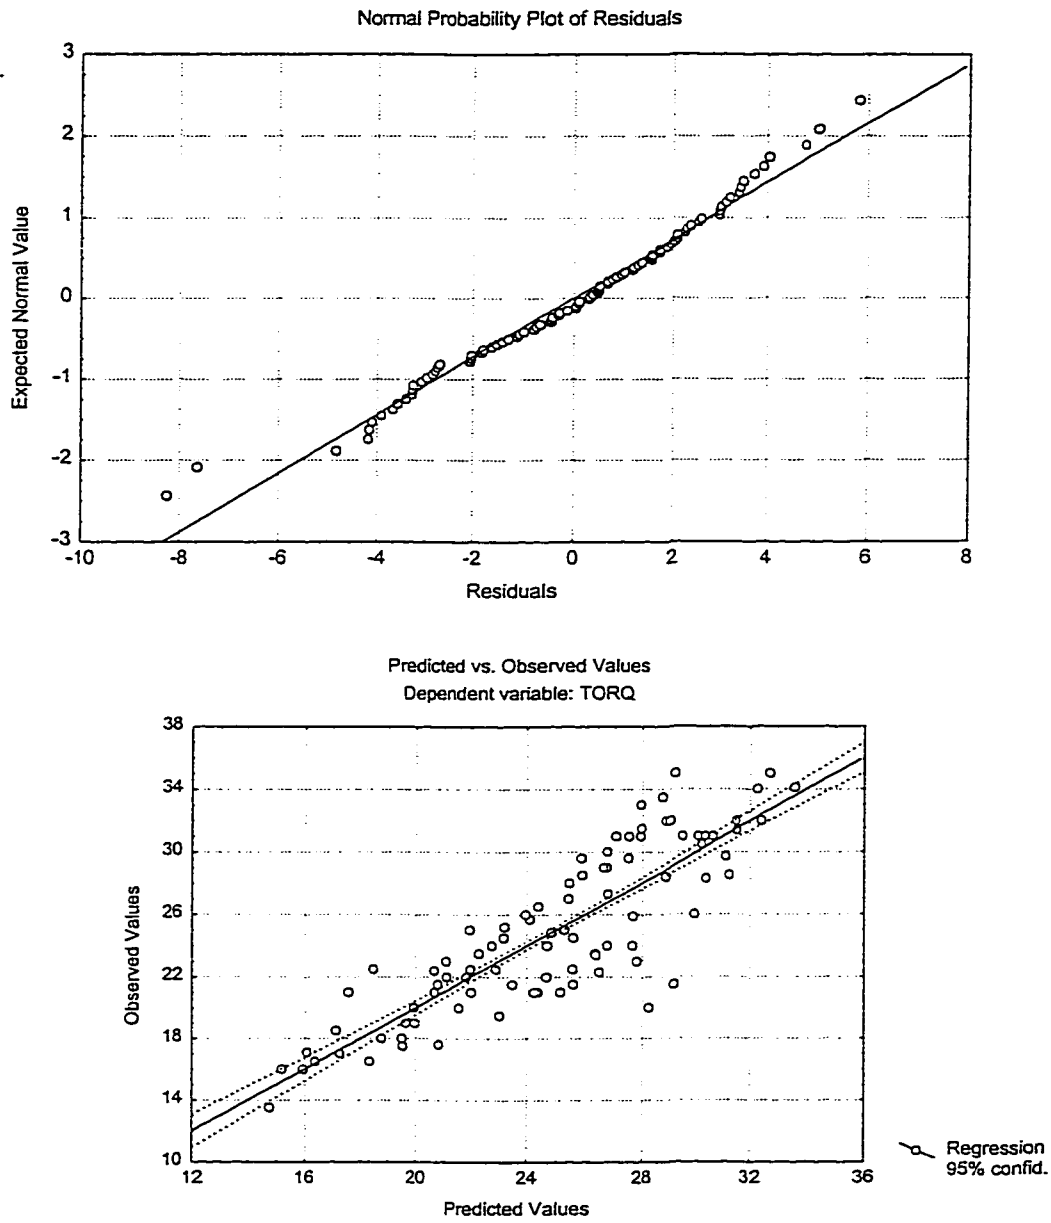 Normal Probability Plot of Residuals
3
2
1
0
-1
-2
-3
Expected Normal Value
-10 -8 -6 -4 -2 0 2 4 6 8
Residuals
Predicted vs. Observed Values
Dependent variable: TORQ
38
34
30
26
22
18
14
10
Observed Values
12 16 20 24 28 32 36
Predicted Values
Regression
95% confid.